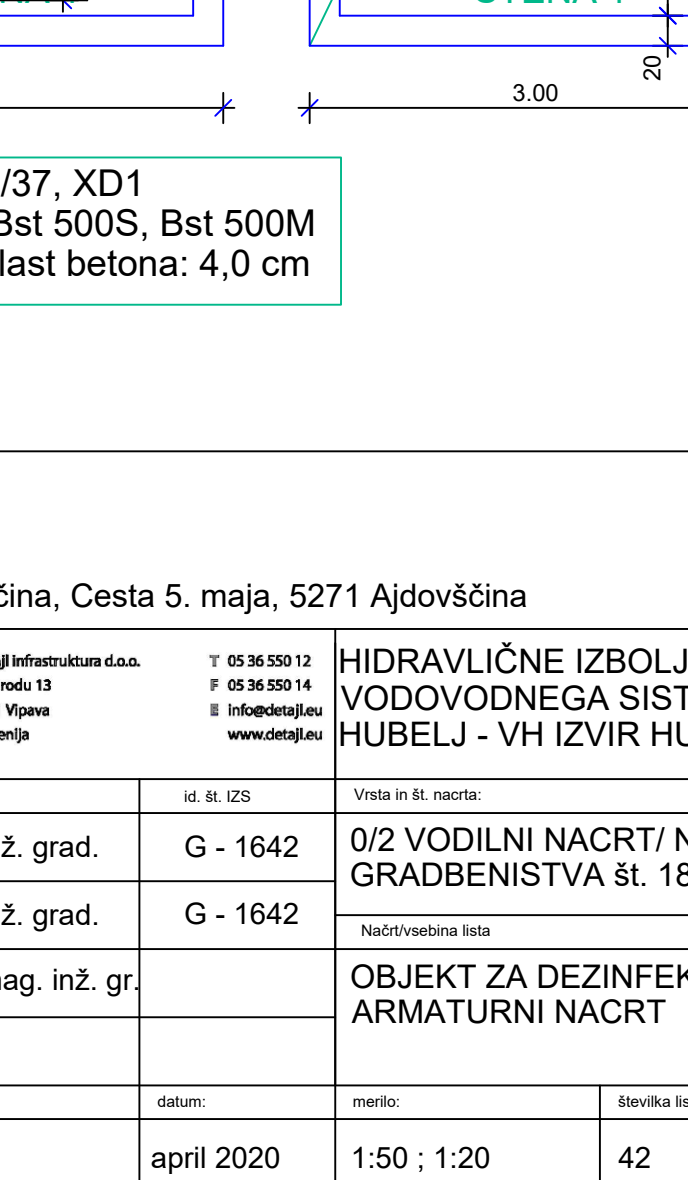 20
3.00
/37, XD1
Bst 500S, Bst 500M
last betona: 4,0 cm
čina, Cesta 5. maja, 5271 Ajdovščina
jl infrastruktura d.o.o.
rodu 13
Vipava
enija
T 05 36 550 12
F 05 36 550 14
E info@detajl.eu
www.detajl.eu
HIDRAVLIČNE IZBOLJ
VODOVODNEGA SIST
HUBELJ - VH IZVIR HU
id. št. IZS
Vrsta in št. nacrta:
ž. grad.
G - 1642
0/2 VODILNI NACRT/ N
GRADBENISTVA št. 18
ž. grad.
G - 1642
Načrt/vsebina lista
ag. inž. gr.
OBJEKT ZA DEZINFEK
ARMATURNI NACRT
datum:
merilo:
številka lis
april 2020
1:50 ; 1:20
42